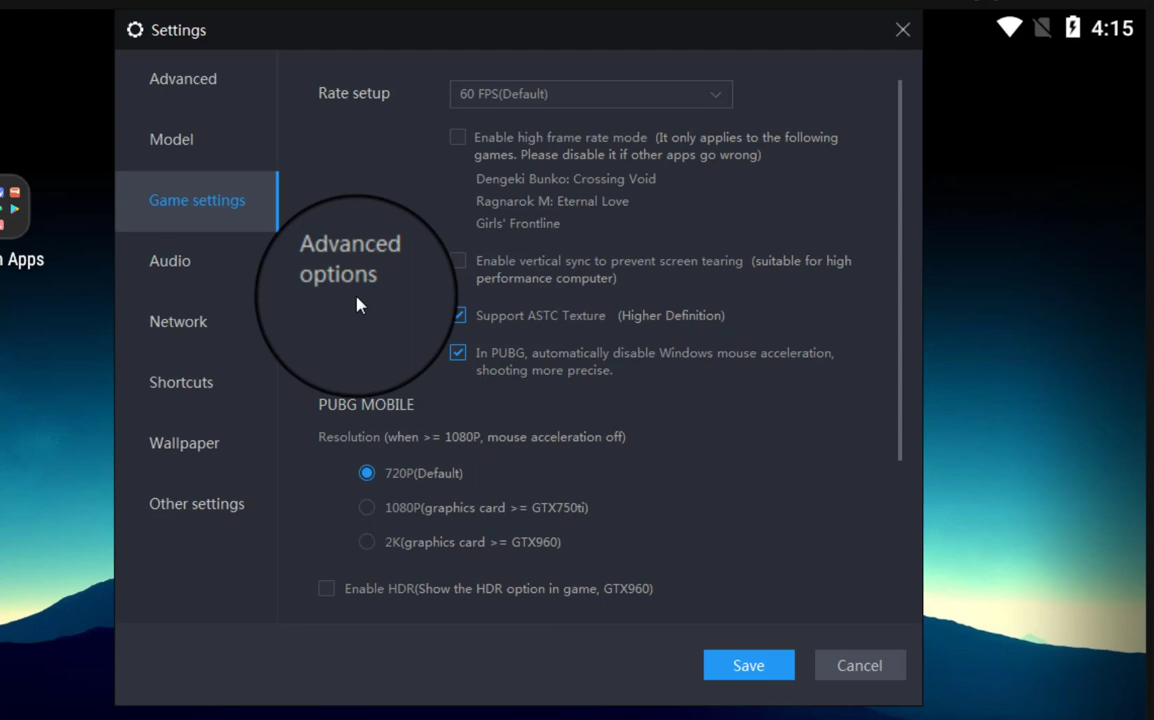 Settings
4:15
Advanced
Model
Game settings
Audio
Network
Shortcuts
Wallpaper
Other settings
Apps
Rate setup
60 FPS(Default)
Enable high frame rate mode (It only applies to the following
games. Please disable it if other apps go wrong)
Dengeki Bunko: Crossing Void
Ragnarok M: Eternal Love
Girls' Frontline
Advanced
options
Enable vertical sync to prevent screen tearing (suitable for high
performance computer)
Support ASTC Texture (Higher Definition)
In PUBG, automatically disable Windows mouse acceleration,
shooting more precise.
PUBG MOBILE
Resolution (when >= 1080P, mouse acceleration off)
720P(Default)
1080P(graphics card >= GTX750ti)
2K(graphics card >= GTX960)
Enable HDR(Show the HDR option in game, GTX960)
Save
Cancel